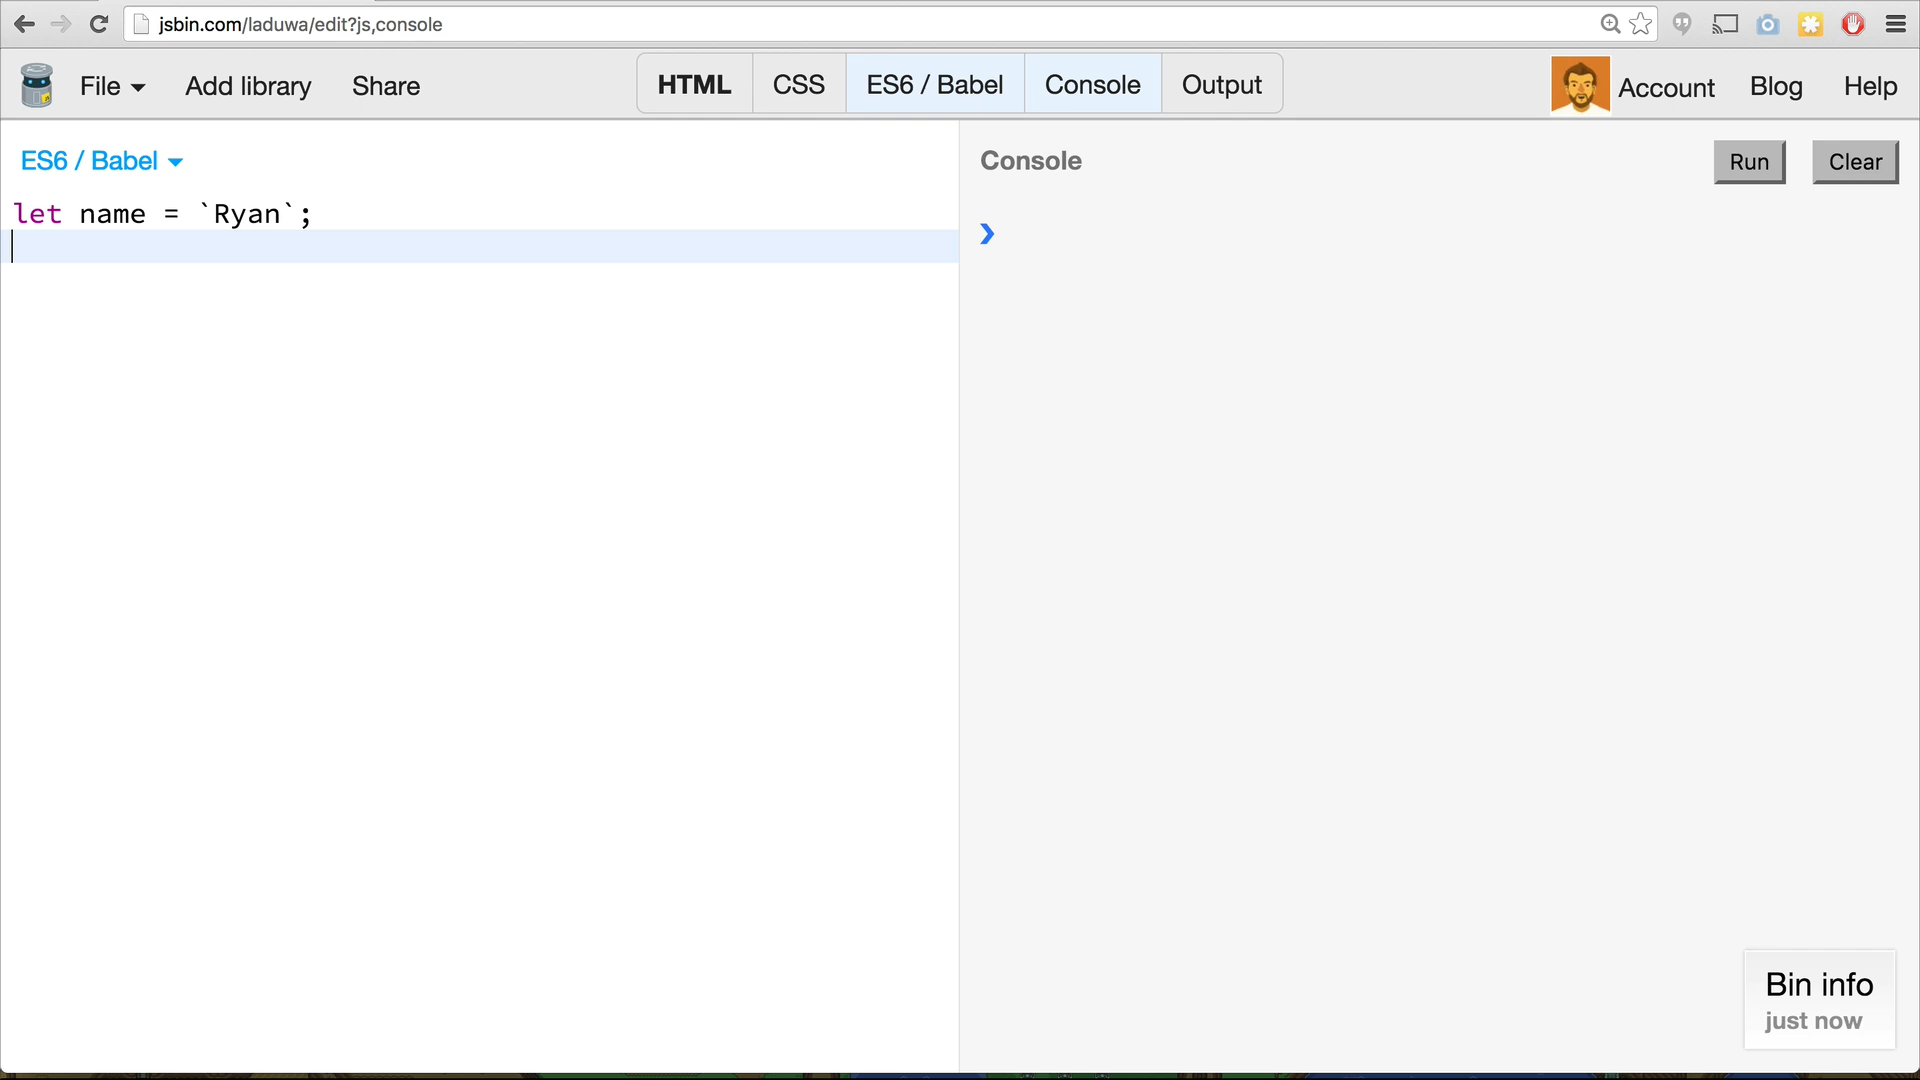 jsbin.com/laduwa/edit?js,console
File Add library Share HTML CSS ES6 / Babel Console Output Account Blog Help
ES6 / Babel
let name = `Ryan`;
Console Run Clear
Bin info
just now